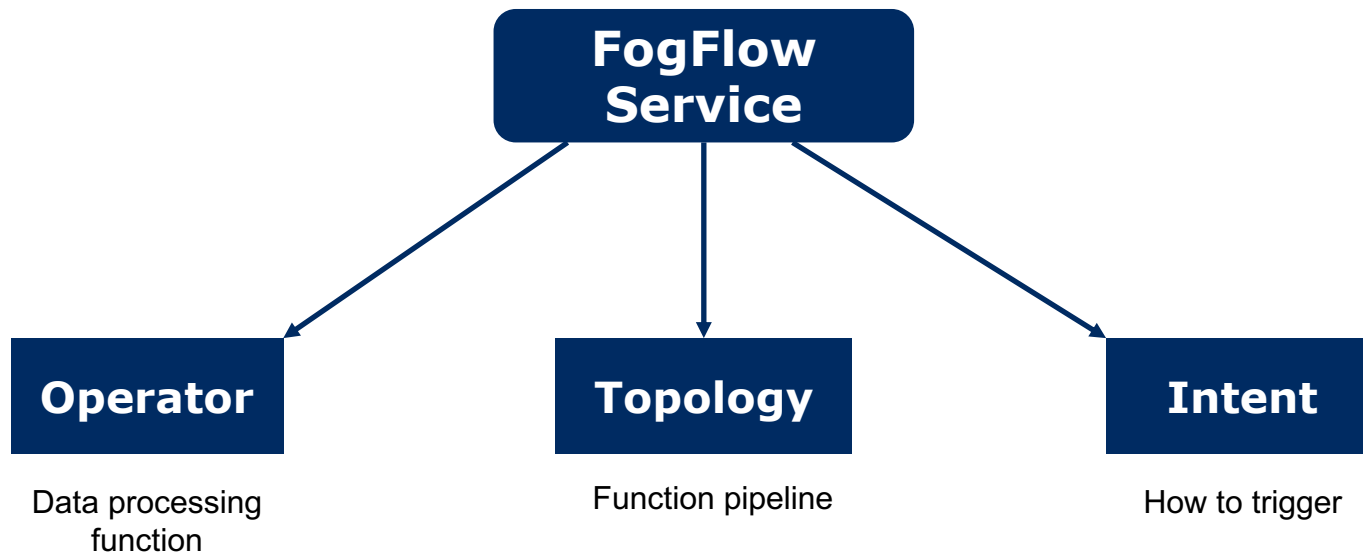 FogFlow
Service
Operator
Topology
Intent
Data processing
function
Function pipeline
How to trigger